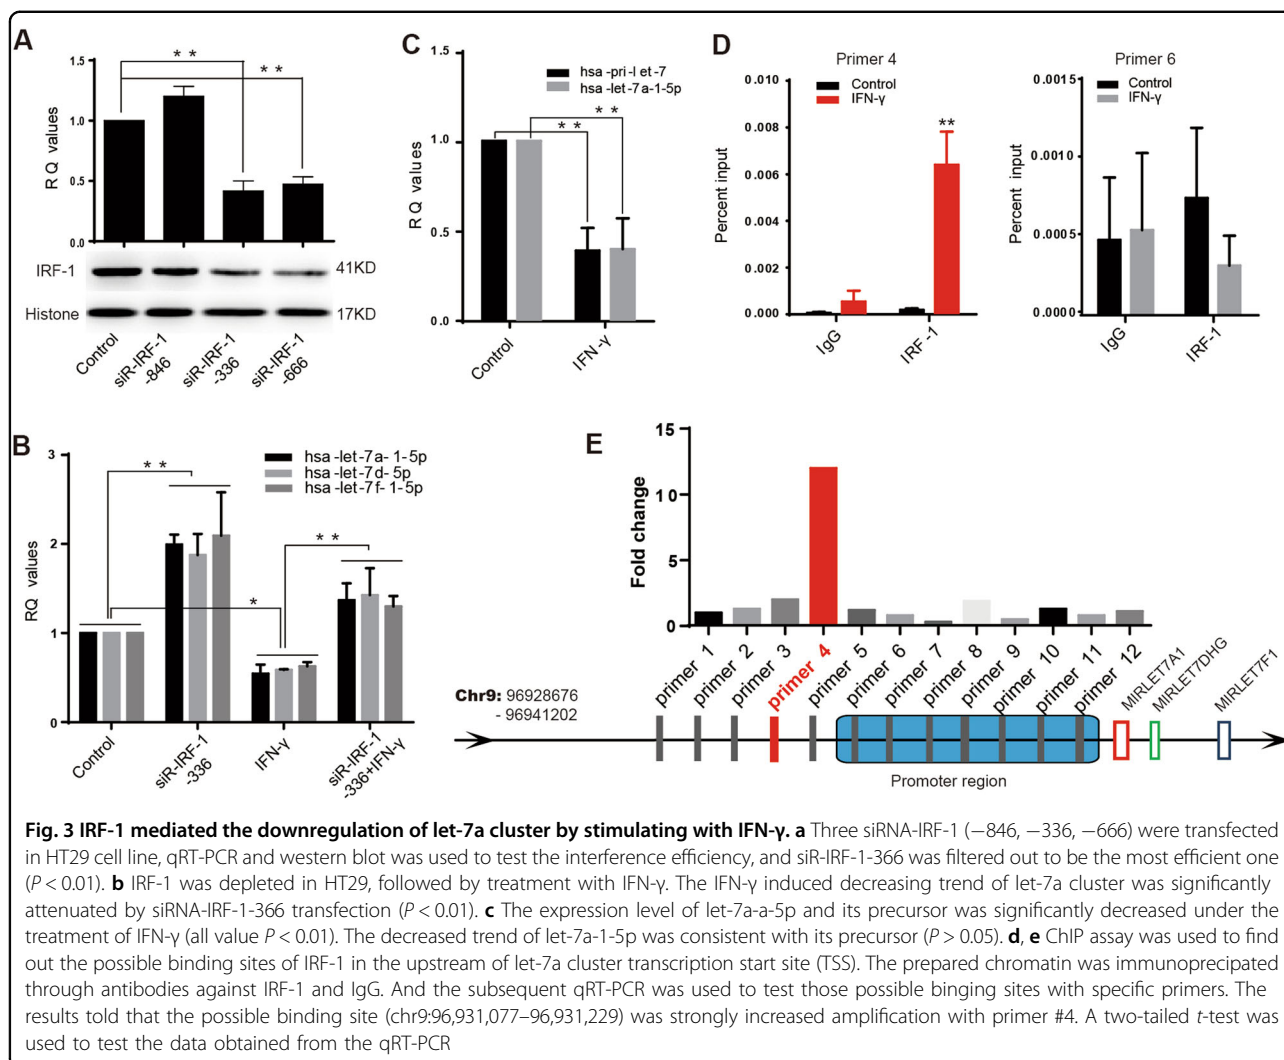 A
RQ values
1.5
1.0
0.5
0.0
* *
* *
IRF-1
41KD
Histone
17KD
Control
siR-IRF-1
-846
siR-IRF-1
-336
siR-IRF-1
-666
C
RQ values
1.5
1.0
0.5
0.0
hsa-pri-let-7
hsa-let-7a-1-5p
* *
* *
Control
IFN-γ
D
Primer 4
Percent input
0.010
0.008
0.006
0.004
0.002
0.000
Control
IFN-γ
**
IgG
IRF-1
Primer 6
Percent input
0.0015
0.0010
0.0005
0.0000
Control
IFN-γ
IgG
IRF-1
B
RQ values
3
2
1
0
hsa-let-7a-1-5p
hsa-let-7d-5p
hsa-let-7f-1-5p
* *
*
* *
Control
siR-IRF-1
-336
IFN-γ
siR-IRF-1
-336+IFN-γ
E
Fold change
15
10
5
0
primer 1
primer 2
primer 3
primer 4
primer 5
primer 6
primer 7
primer 8
primer 9
primer 10
primer 11
primer 12
MIRLET7A1
MIRLET7DHG
MIRLET7F1
Chr9: 96928676
- 96941202
Promoter region
Fig. 3 IRF-1 mediated the downregulation of let-7a cluster by stimulating with IFN-γ. a Three siRNA-IRF-1 (−846, −336, −666) were transfected
in HT29 cell line, qRT-PCR and western blot was used to test the interference efficiency, and siR-IRF-1-366 was filtered out to be the most efficient one
(P < 0.01). b IRF-1 was depleted in HT29, followed by treatment with IFN-γ. The IFN-γ induced decreasing trend of let-7a cluster was significantly
attenuated by siRNA-IRF-1-366 transfection (P < 0.01). c The expression level of let-7a-a-5p and its precursor was significantly decreased under the
treatment of IFN-γ (all value P < 0.01). The decreased trend of let-7a-1-5p was consistent with its precursor (P > 0.05). d, e ChIP assay was used to find
out the possible binding sites of IRF-1 in the upstream of let-7a cluster transcription start site (TSS). The prepared chromatin was immunoprecipated
through antibodies against IRF-1 and IgG. And the subsequent qRT-PCR was used to test those possible binging sites with specific primers. The
results told that the possible binding site (chr9:96,931,077–96,931,229) was strongly increased amplification with primer #4. A two-tailed t-test was
used to test the data obtained from the qRT-PCR